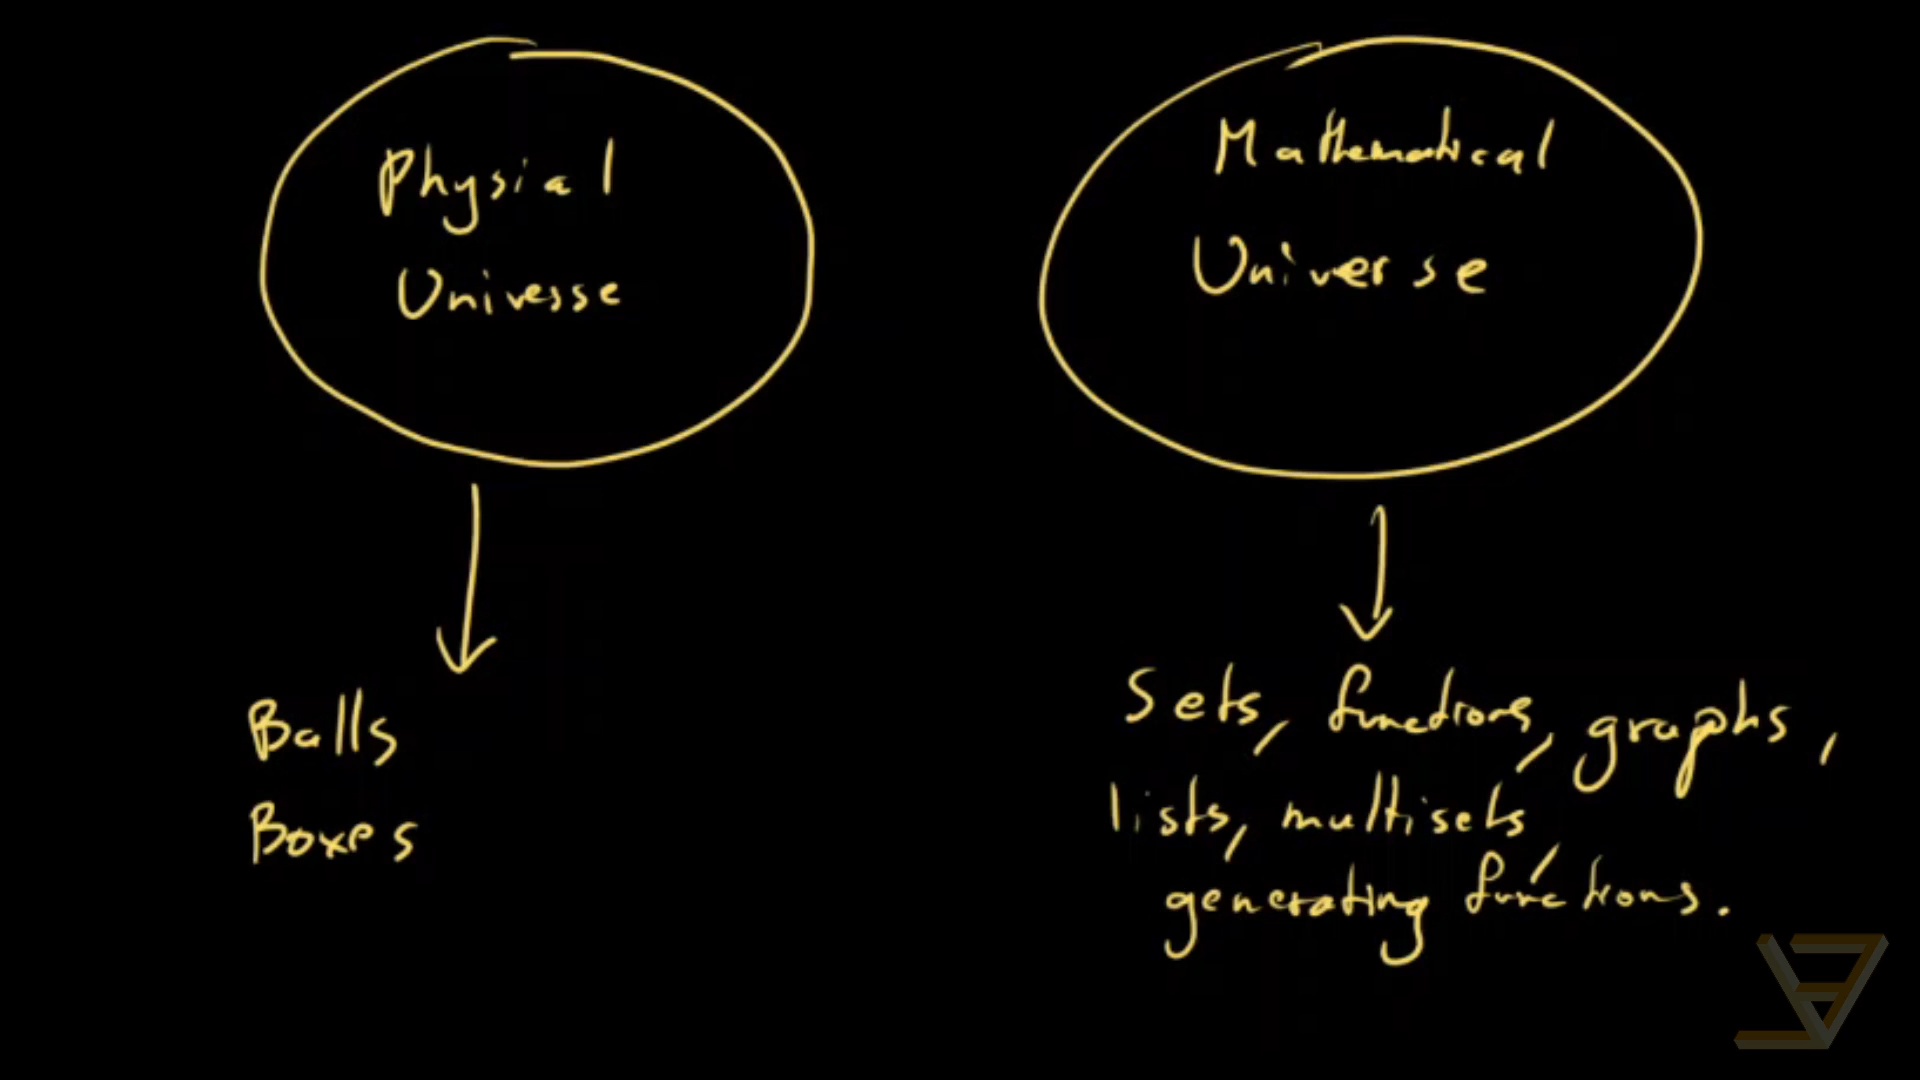 Physial
Univesse
Balls
Boxes
Mathematical
Universe
Sets, functions, graphs,
lists, multisets,
generating functions.